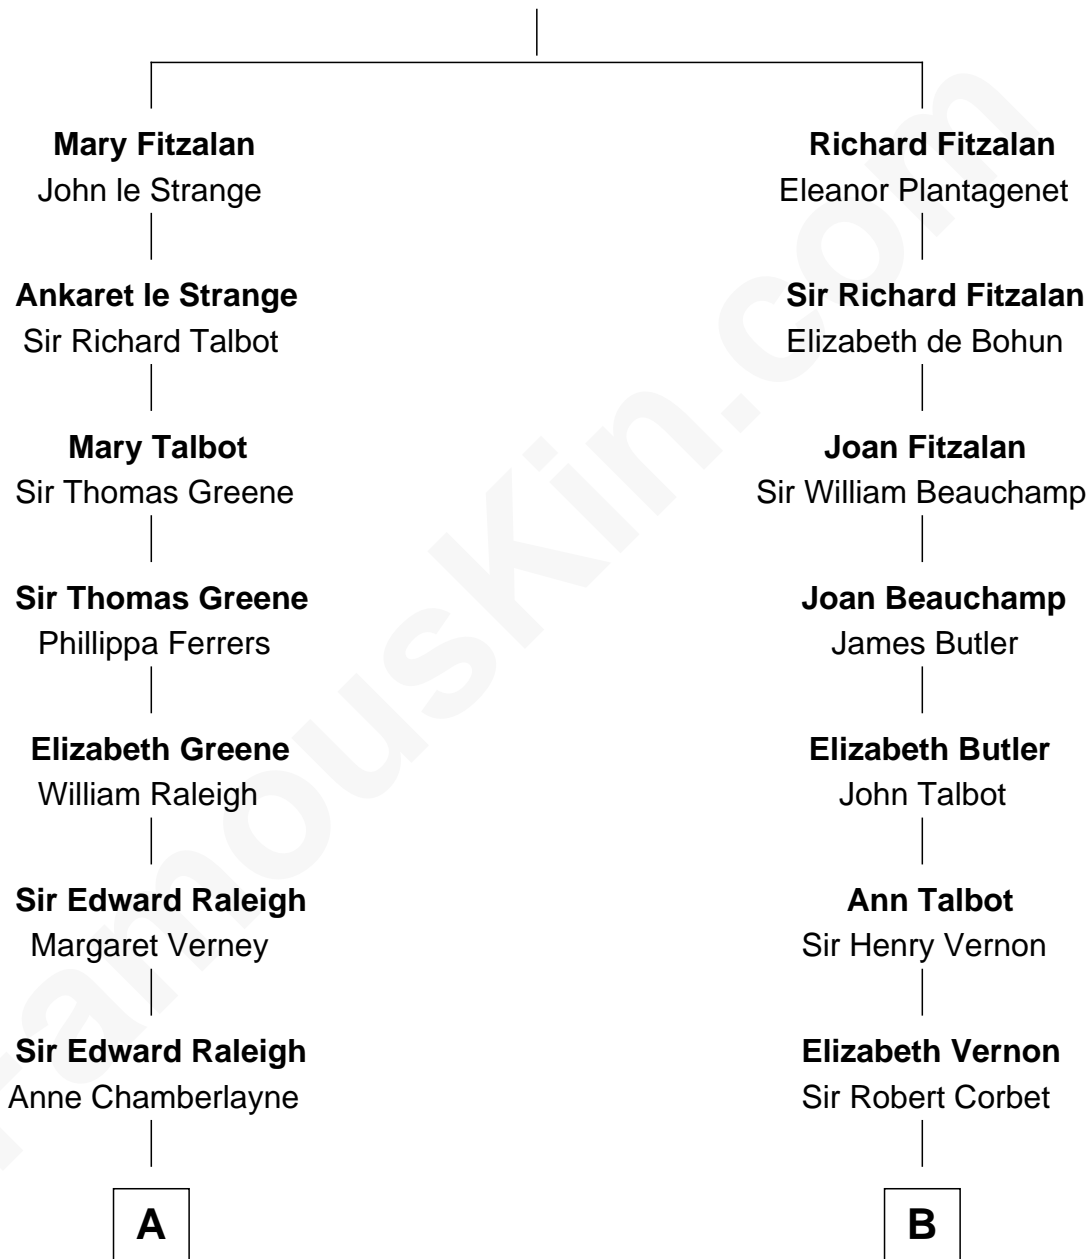 Mary Fitzalan
John le Strange
Richard Fitzalan
Eleanor Plantagenet
Ankaret le Strange
Sir Richard Talbot
Sir Richard Fitzalan
Elizabeth de Bohun
Mary Talbot
Sir Thomas Greene
Joan Fitzalan
Sir William Beauchamp
Sir Thomas Greene
Phillippa Ferrers
Joan Beauchamp
James Butler
Elizabeth Greene
William Raleigh
Elizabeth Butler
John Talbot
Sir Edward Raleigh
Margaret Verney
Ann Talbot
Sir Henry Vernon
Sir Edward Raleigh
Anne Chamberlayne
Elizabeth Vernon
Sir Robert Corbet
A
B
FamousKin.com